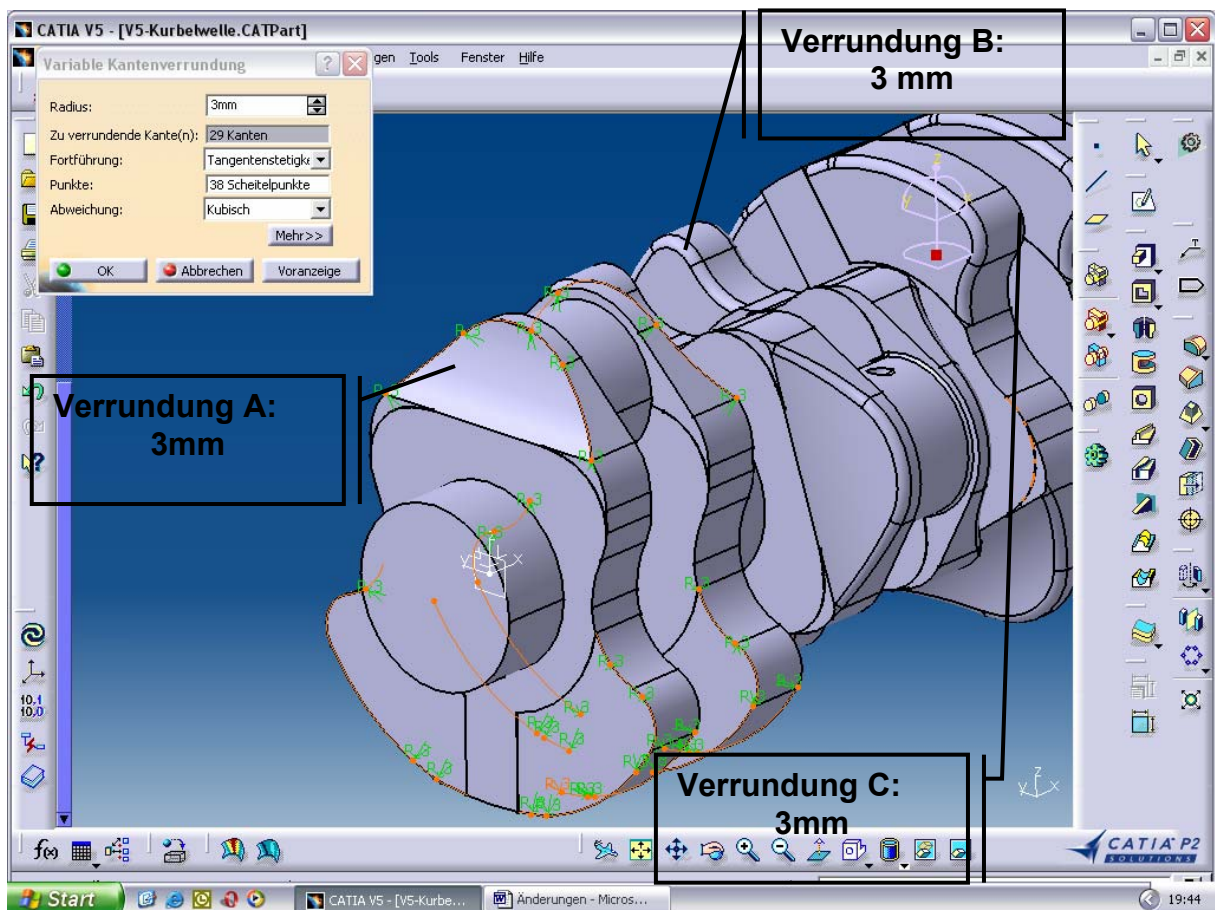 CATIA V5 - [V5-Kurbelwelle.CATPart]
Variable Kantenverrundung
gen Tools Fenster Hilfe
Radius: 3mm
Zu verrundende Kante(n): 29 Kanten
Fortführung: Tangentenstetigke
Punkte: 38 Scheitelpunkte
Abweichung: Kubisch
Mehr>>
OK Abbrechen Voranzeige
Verrundung B:
3 mm
Verrundung A:
3mm
Verrundung C:
3mm
CATIA P2
SOLUTIONS
Start CATIA V5 - [V5-Kurbe... Änderungen - Micros... 19:44